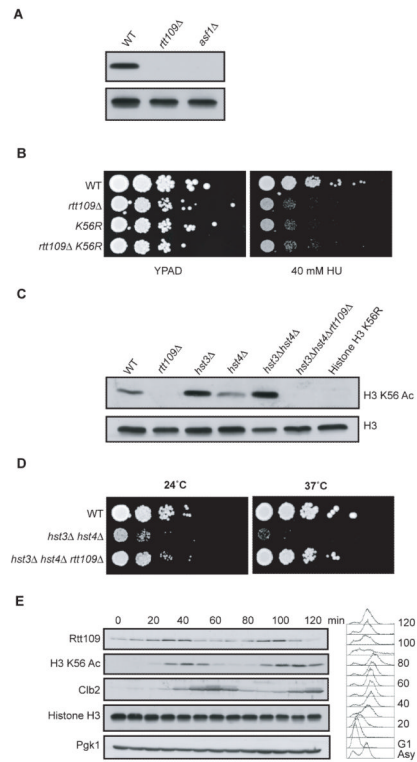 A
WT rtt109Δ asf1Δ
B
WT
rtt109Δ
K56R
rtt109Δ K56R
YPAD 40 mM HU
C
WT rtt109Δ hst3Δ hst4Δ hst3Δhst4Δ hst3Δhst4Δrtt109Δ Histone H3 K56R
H3 K56 Ac
H3
D
24°C 37°C
WT
hst3Δ hst4Δ
hst3Δ hst4Δ rtt109Δ
E
0 20 40 60 80 100 120 min
Rtt109
H3 K56 Ac
Clb2
Histone H3
Pgk1
120
100
80
60
40
20
G1
Asy